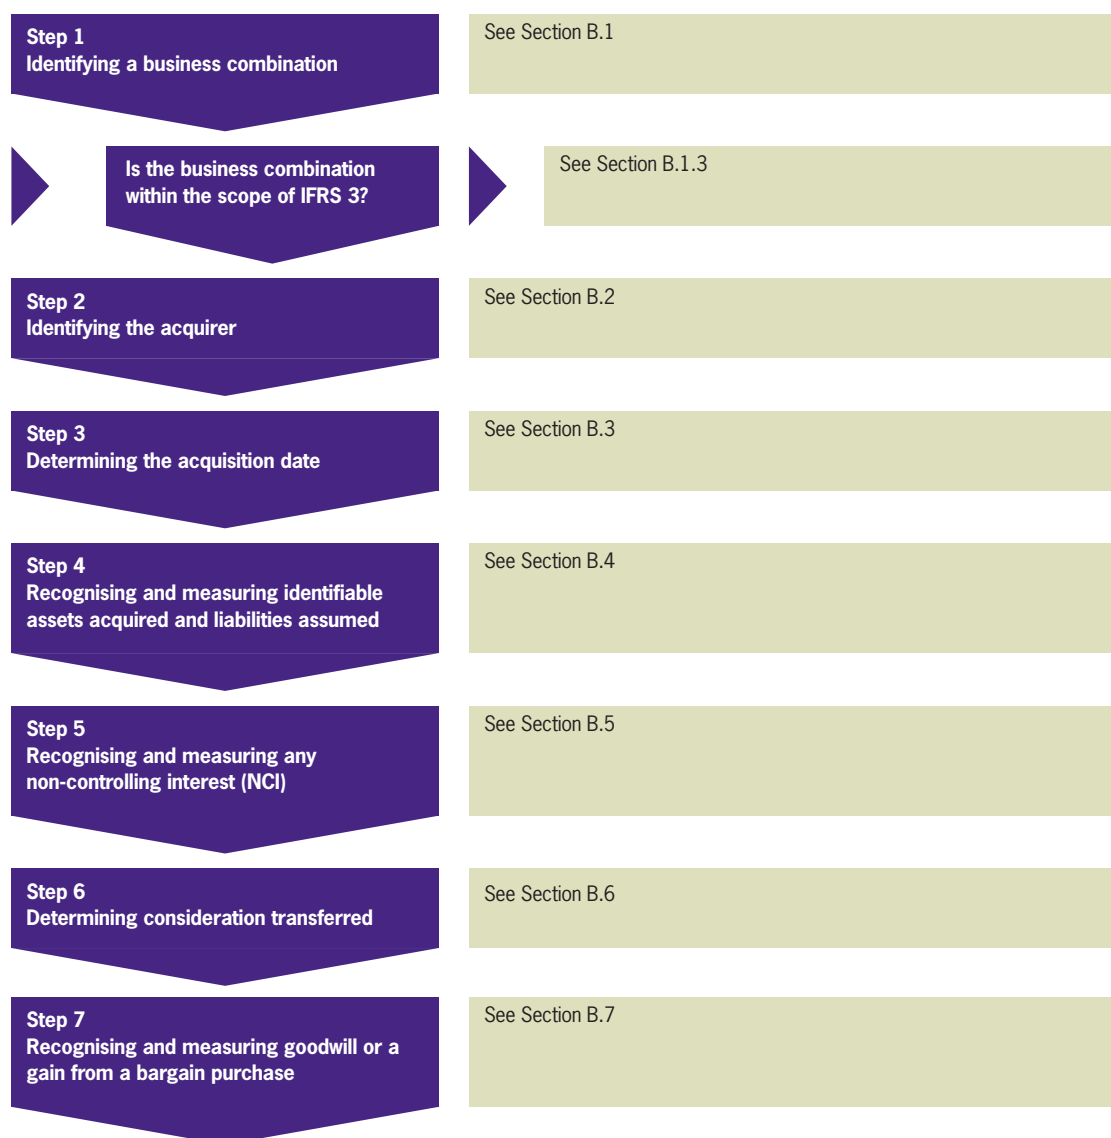 Step 1
Identifying a business combination
See Section B.1
Is the business combination
within the scope of IFRS 3?
See Section B.1.3
Step 2
Identifying the acquirer
See Section B.2
Step 3
Determining the acquisition date
See Section B.3
Step 4
Recognising and measuring identifiable
assets acquired and liabilities assumed
See Section B.4
Step 5
Recognising and measuring any
non-controlling interest (NCI)
See Section B.5
Step 6
Determining consideration transferred
See Section B.6
Step 7
Recognising and measuring goodwill or a
gain from a bargain purchase
See Section B.7